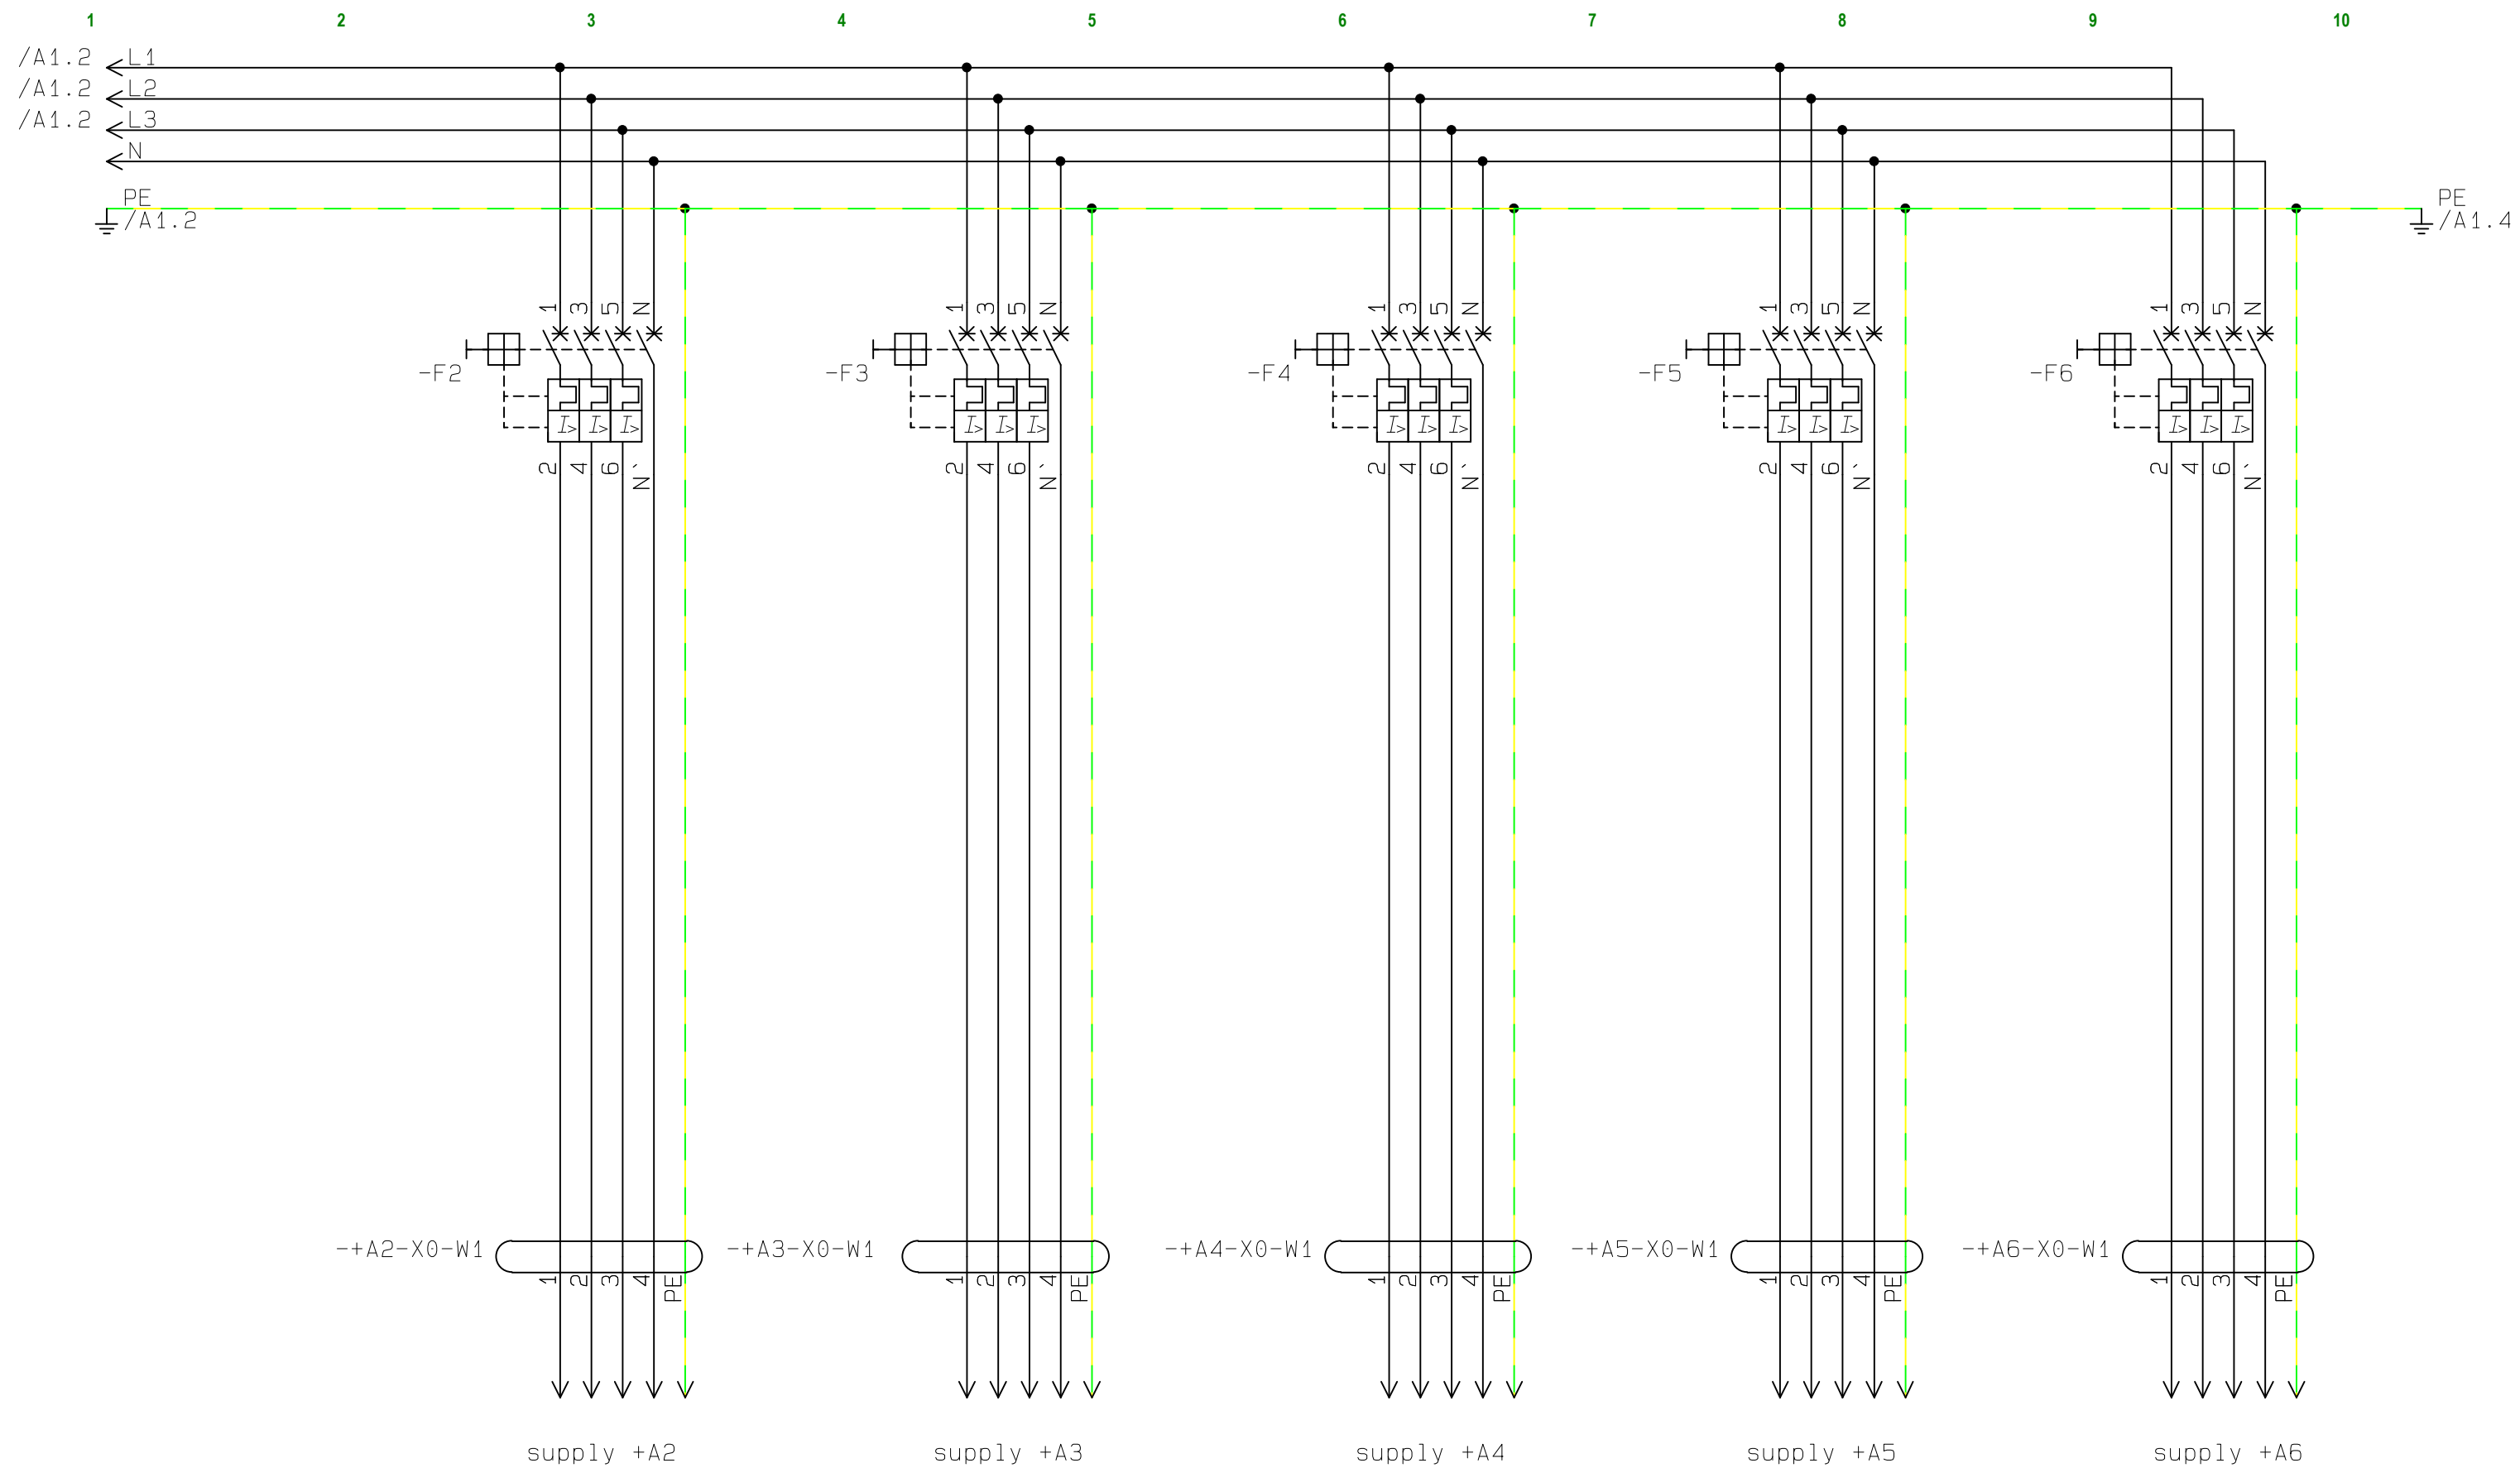 1 2 3 4 5 6 7 8 9 10
/A1.2 L1
/A1.2 L2
/A1.2 L3
N
PE
/A1.2
PE
/A1.4
1 3 5 N
1 3 5 N
1 3 5 N
1 3 5 N
1 3 5 N
-F2
-F3
-F4
-F5
-F6
I> I> I>
I> I> I>
I> I> I>
I> I> I>
I> I> I>
2 4 6 N`
2 4 6 N`
2 4 6 N`
2 4 6 N`
2 4 6 N`
-+A2-X0-W1
-+A3-X0-W1
-+A4-X0-W1
-+A5-X0-W1
-+A6-X0-W1
1 2 3 4 PE
1 2 3 4 PE
1 2 3 4 PE
1 2 3 4 PE
1 2 3 4 PE
supply +A2
supply +A3
supply +A4
supply +A5
supply +A6